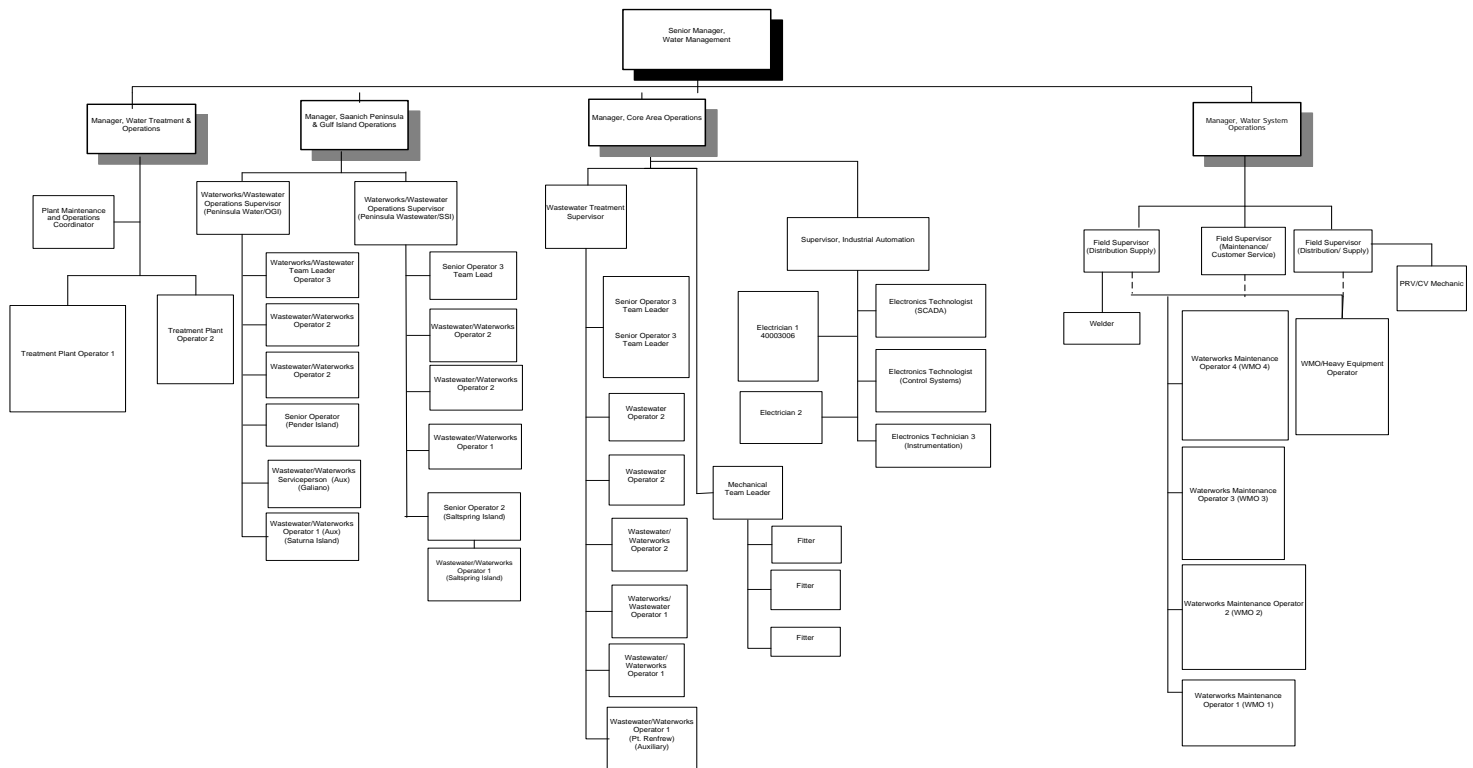 Senior Manager,
Water Management
Manager, Water Treatment &
Operations
Manager, Saanich Peninsula
& Gulf Island Operations
Manager, Core Area Operations
Manager, Water System
Operations
Plant Maintenance
and Operations
Coordinator
Treatment Plant Operator 1
Treatment Plant
Operator 2
Waterworks/Wastewater
Operations Supervisor
(Peninsula Water/OGI)
Waterworks/Wastewater
Team Leader
Operator 3
Wastewater/Waterworks
Operator 2
Wastewater/Waterworks
Operator 2
Senior Operator
(Pender Island)
Wastewater/Waterworks
Serviceperson (Aux)
(Galiano)
Wastewater/Waterworks
Operator 1 (Aux)
(Saturna Island)
Waterworks/Wastewater
Operations Supervisor
(Peninsula Wastewater/SSI)
Senior Operator 3
Team Lead
Wastewater/Waterworks
Operator 2
Wastewater/Waterworks
Operator 2
Wastewater/Waterworks
Operator 1
Senior Operator 2
(Saltspring Island)
Wastewater/Waterworks
Operator 1
(Saltspring Island)
Wastewater Treatment
Supervisor
Senior Operator 3
Team Leader
Senior Operator 3
Team Leader
Wastewater
Operator 2
Wastewater
Operator 2
Wastewater/
Waterworks
Operator 2
Waterworks/
Wastewater
Operator 1
Wastewater/
Waterworks
Operator 1
Wastewater/Waterworks
Operator 1
(Pt. Renfrew)
(Auxiliary)
Mechanical
Team Leader
Fitter
Fitter
Fitter
Supervisor, Industrial Automation
Electrician 1
40003006
Electrician 2
Electronics Technologist
(SCADA)
Electronics Technologist
(Control Systems)
Electronics Technician 3
(Instrumentation)
Field Supervisor
(Distribution Supply)
Field Supervisor
(Maintenance/
Customer Service)
Field Supervisor
(Distribution/ Supply)
PRV/CV Mechanic
Welder
Waterworks Maintenance
Operator 4 (WMO 4)
WMO/Heavy Equipment
Operator
Waterworks Maintenance
Operator 3 (WMO 3)
Waterworks Maintenance Operator
2 (WMO 2)
Waterworks Maintenance
Operator 1 (WMO 1)